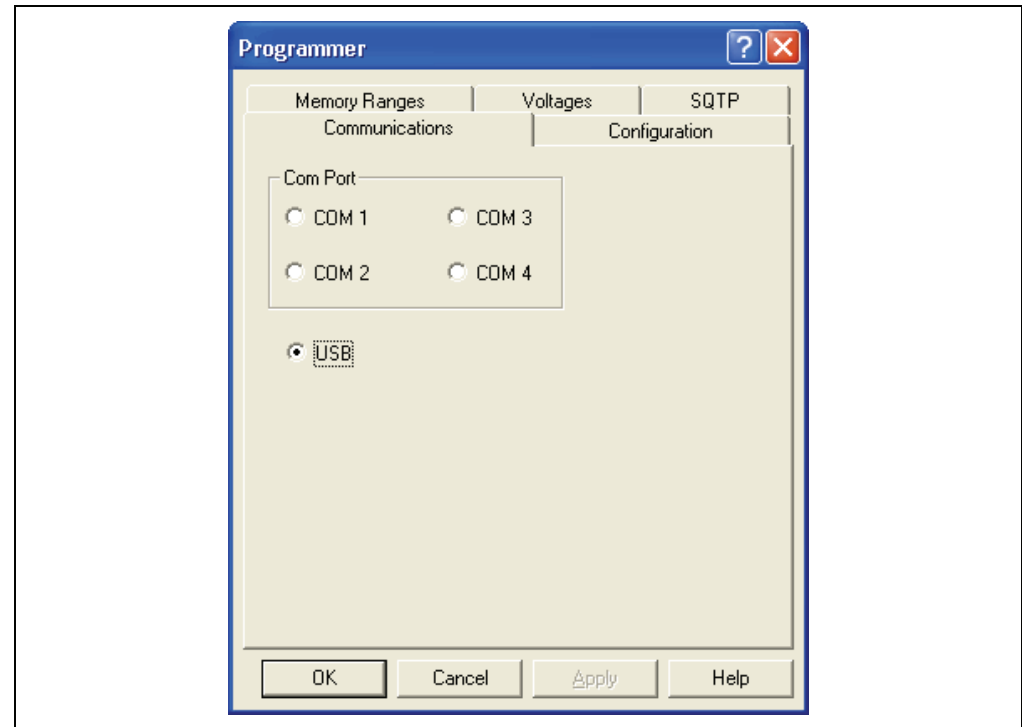 Programmer
Memory Ranges Voltages SQTP
Communications Configuration
Com Port
COM 1 COM 3
COM 2 COM 4
USB
OK Cancel Apply Help